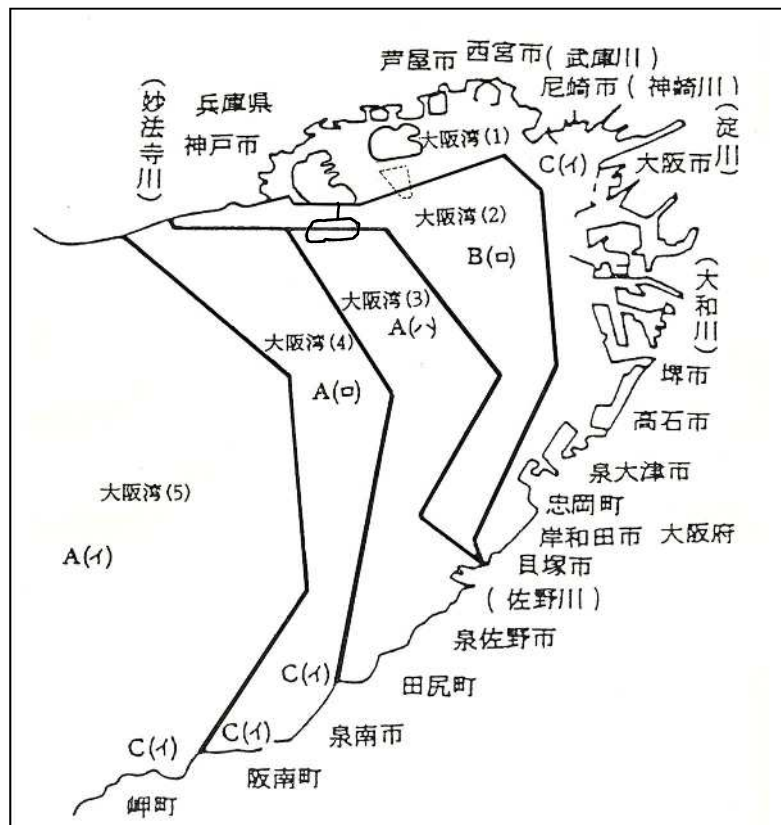 芦屋市 西宮市(武庫川)
尼崎市(神崎川)
(妙法寺川)
兵庫県
神戸市
大阪湾(1)
C(イ)
大阪市
(淀川)
大阪湾(2)
B(ロ)
(大和川)
大阪湾(3)
A(ハ)
大阪湾(4)
A(ロ)
堺市
高石市
泉大津市
大阪湾(5)
A(イ)
忠岡町
岸和田市 大阪府
貝塚市
(佐野川)
泉佐野市
C(イ)
田尻町
C(イ)
泉南市
C(イ)
阪南町
岬町